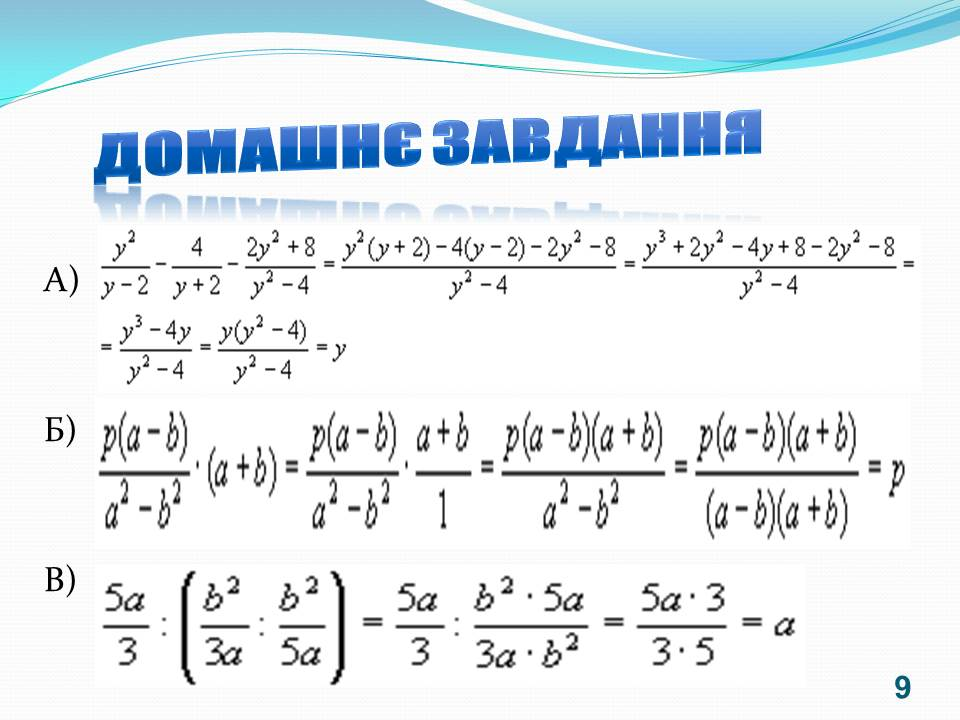 ДОМАШНЄ ЗАВДАННЯ
А) y²/(y − 2) − 4/(y + 2) − (2y² + 8)/(y² − 4) = (y²(y + 2) − 4(y − 2) − 2y² − 8)/(y² − 4) = (y³ + 2y² − 4y + 8 − 2y² − 8)/(y² − 4) =
= (y³ − 4y)/(y² − 4) = y(y² − 4)/(y² − 4) = y
Б) p(a − b)/(a² − b²) · (a + b) = p(a − b)/(a² − b²) · (a + b)/1 = p(a − b)(a + b)/(a² − b²) = p(a − b)(a + b)/((a − b)(a + b)) = p
В) 5a/3 : (b²/3a : b²/5a) = 5a/3 : (b² · 5a)/(3a · b²) = (5a · 3)/(3 · 5) = a
9